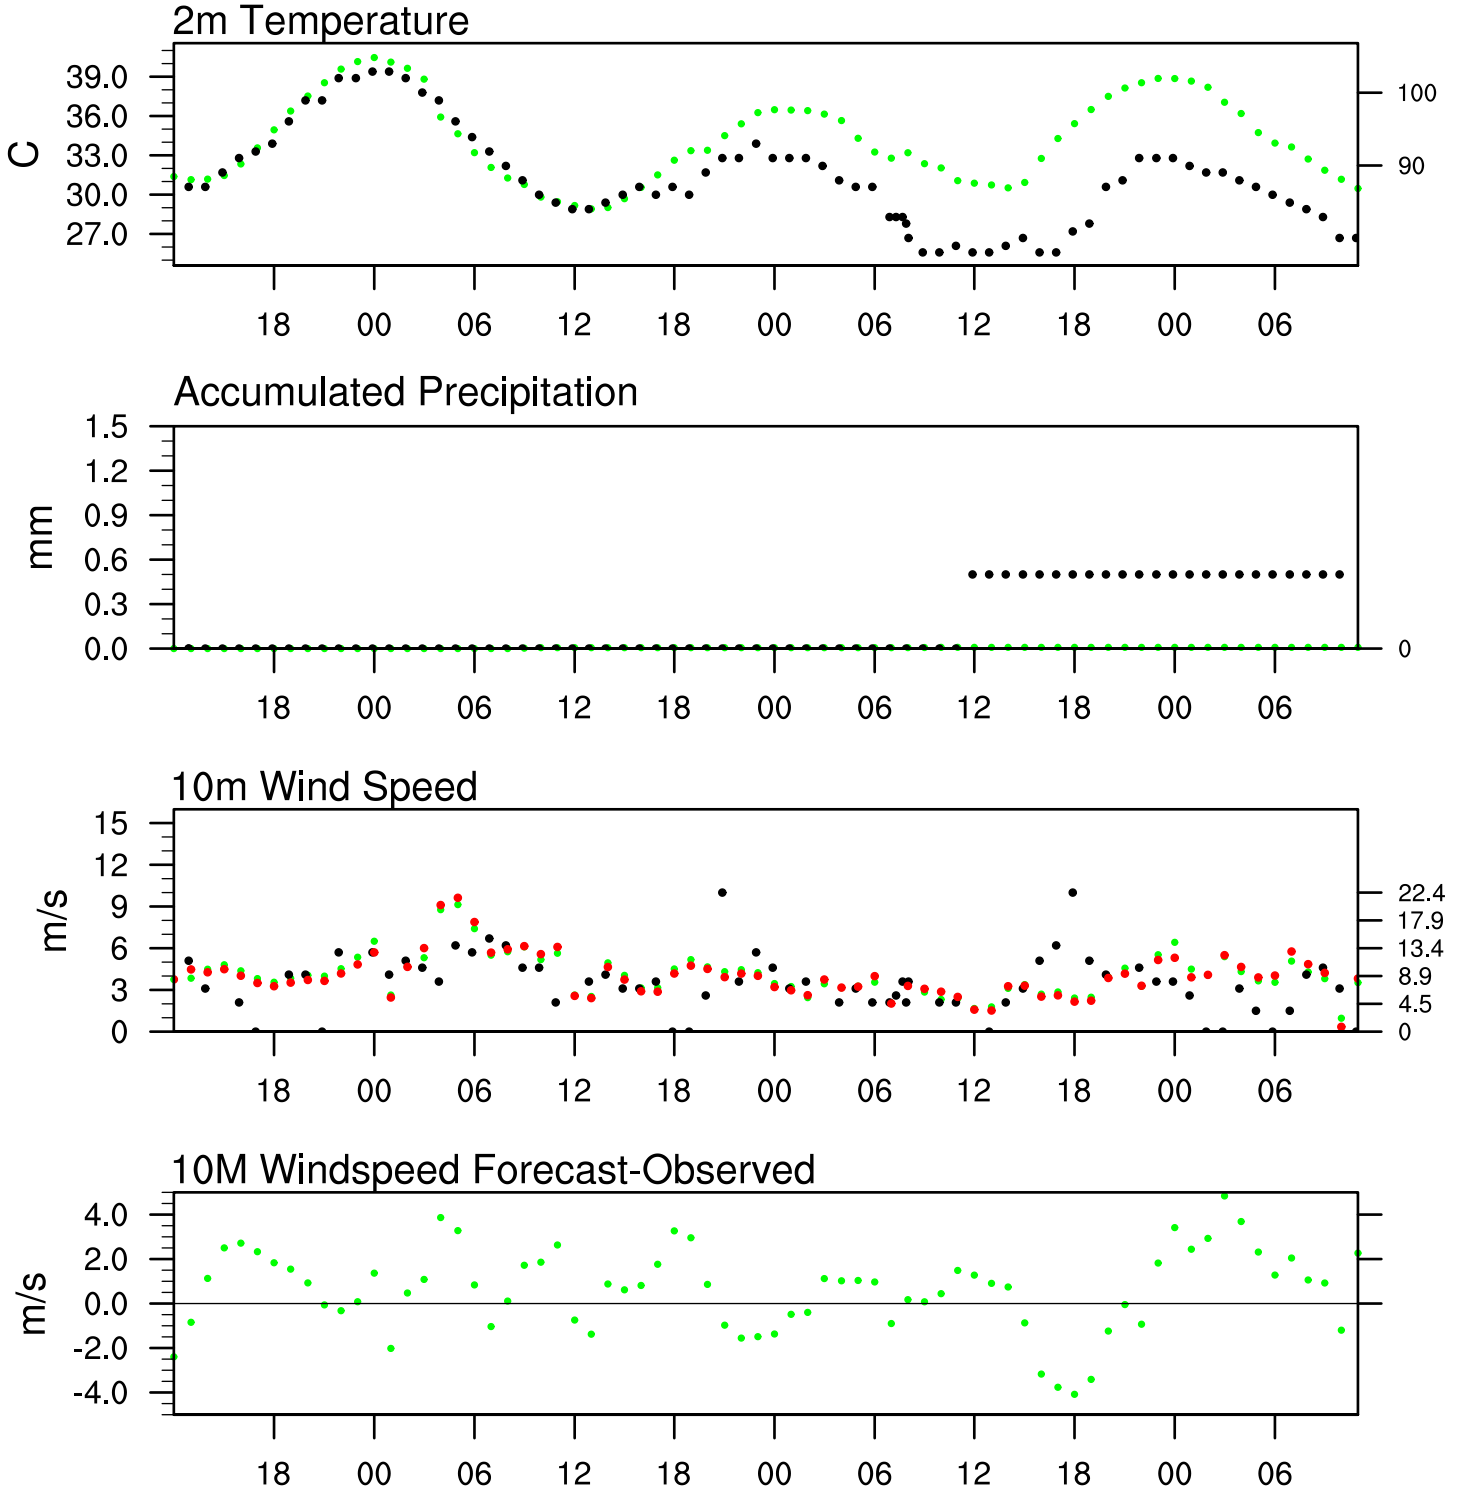 2m Temperature
C
39.0
36.0
33.0
30.0
27.0
100
90
18 00 06 12 18 00 06 12 18 00 06
Accumulated Precipitation
mm
1.5
1.2
0.9
0.6
0.3
0.0
0
18 00 06 12 18 00 06 12 18 00 06
10m Wind Speed
m/s
15
12
9
6
3
0
22.4
17.9
13.4
8.9
4.5
0
18 00 06 12 18 00 06 12 18 00 06
10M Windspeed Forecast-Observed
m/s
4.0
2.0
0.0
-2.0
-4.0
18 00 06 12 18 00 06 12 18 00 06